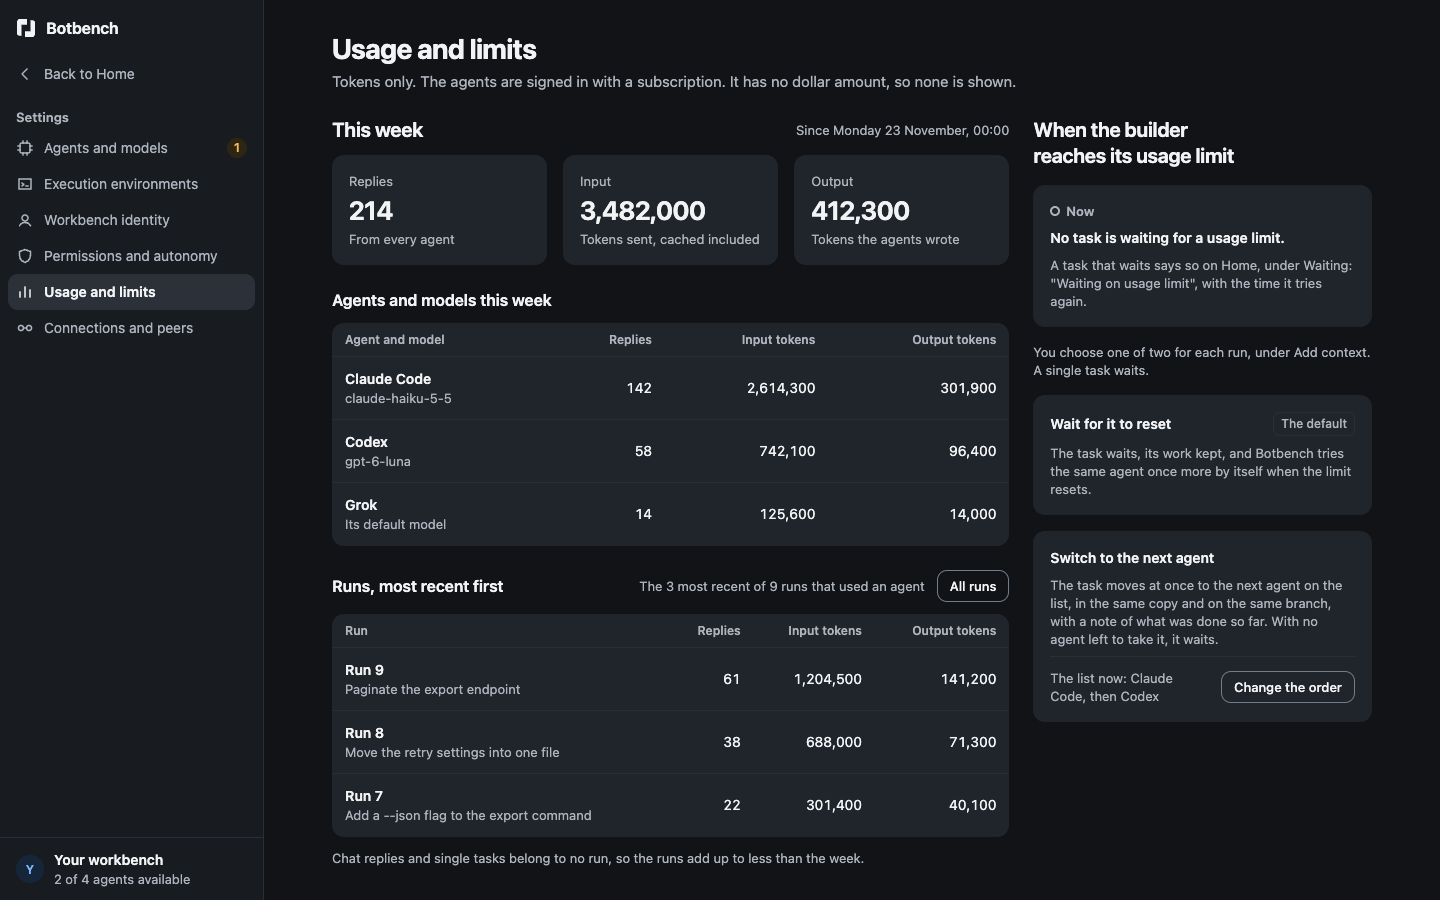 Botbench
Back to Home
Settings
Agents and models 1
Execution environments
Workbench identity
Permissions and autonomy
Usage and limits
Connections and peers
Y
Your workbench
2 of 4 agents available
Usage and limits
Tokens only. The agents are signed in with a subscription. It has no dollar amount, so none is shown.
This week
Since Monday 23 November, 00:00
Replies
214
From every agent
Input
3,482,000
Tokens sent, cached included
Output
412,300
Tokens the agents wrote
Agents and models this week
Agent and model Replies Input tokens Output tokens
Claude Code
claude-haiku-5-5
142 2,614,300 301,900
Codex
gpt-6-luna
58 742,100 96,400
Grok
Its default model
14 125,600 14,000
Runs, most recent first
The 3 most recent of 9 runs that used an agent
All runs
Run Replies Input tokens Output tokens
Run 9
Paginate the export endpoint
61 1,204,500 141,200
Run 8
Move the retry settings into one file
38 688,000 71,300
Run 7
Add a --json flag to the export command
22 301,400 40,100
Chat replies and single tasks belong to no run, so the runs add up to less than the week.
When the builder
reaches its usage limit
Now
No task is waiting for a usage limit.
A task that waits says so on Home, under Waiting:
"Waiting on usage limit", with the time it tries
again.
You choose one of two for each run, under Add context.
A single task waits.
Wait for it to reset
The default
The task waits, its work kept, and Botbench tries
the same agent once more by itself when the limit
resets.
Switch to the next agent
The task moves at once to the next agent on the
list, in the same copy and on the same branch,
with a note of what was done so far. With no
agent left to take it, it waits.
The list now: Claude
Code, then Codex
Change the order